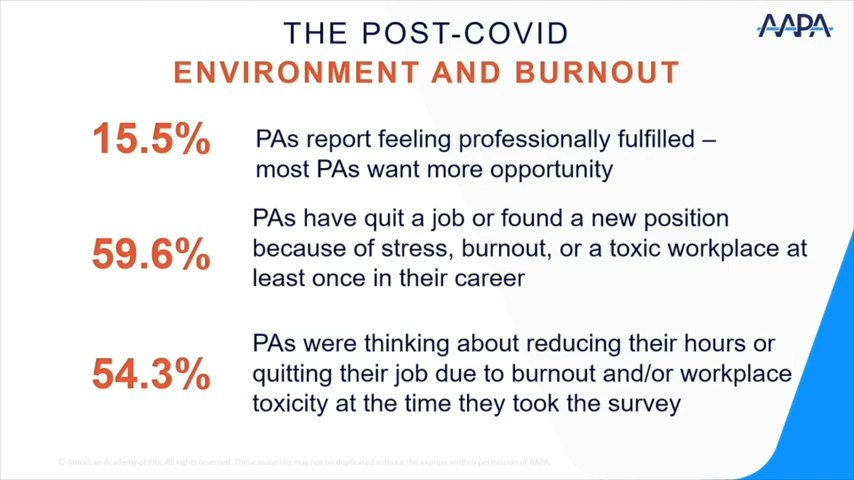 THE POST-COVID
AAPA
ENVIRONMENT AND BURNOUT
15.5%
PAs report feeling professionally fulfilled –
most PAs want more opportunity
59.6%
PAs have quit a job or found a new position
because of stress, burnout, or a toxic workplace at
least once in their career
54.3%
PAs were thinking about reducing their hours or
quitting their job due to burnout and/or workplace
toxicity at the time they took the survey
© American Academy of PAs. All rights reserved. These materials may not be duplicated without the express written permission of AAPA.